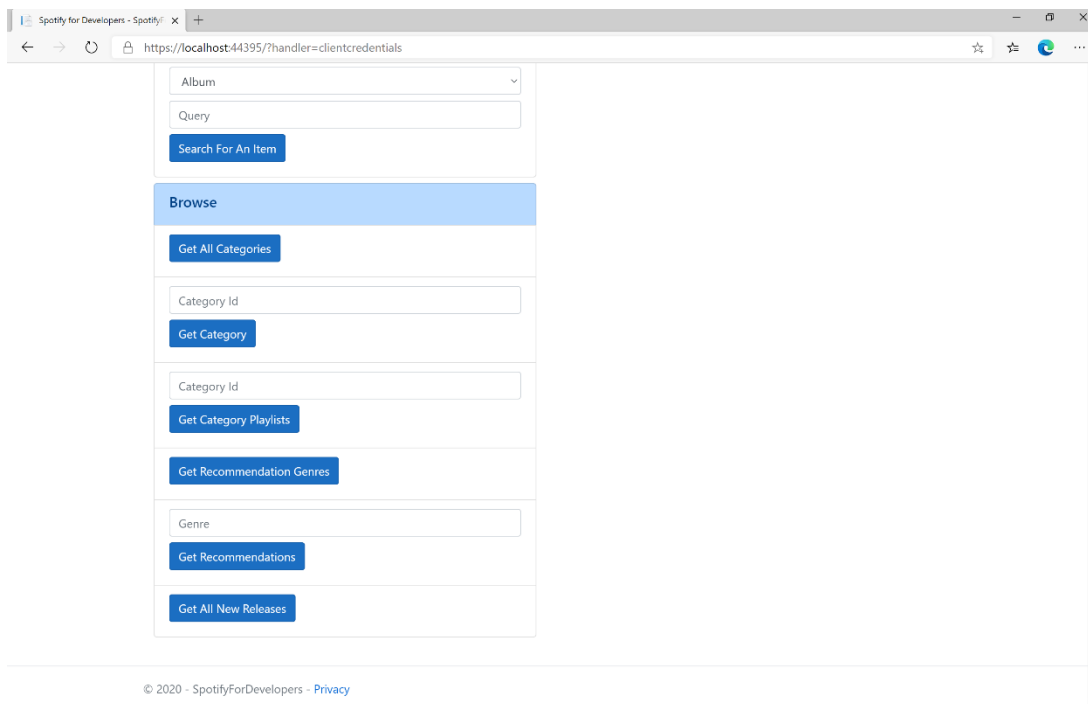 Spotify for Developers - Spotify
https://localhost:44395/?handler=clientcredentials
Album
Query
Search For An Item
Browse
Get All Categories
Category Id
Get Category
Category Id
Get Category Playlists
Get Recommendation Genres
Genre
Get Recommendations
Get All New Releases
© 2020 - SpotifyForDevelopers - Privacy